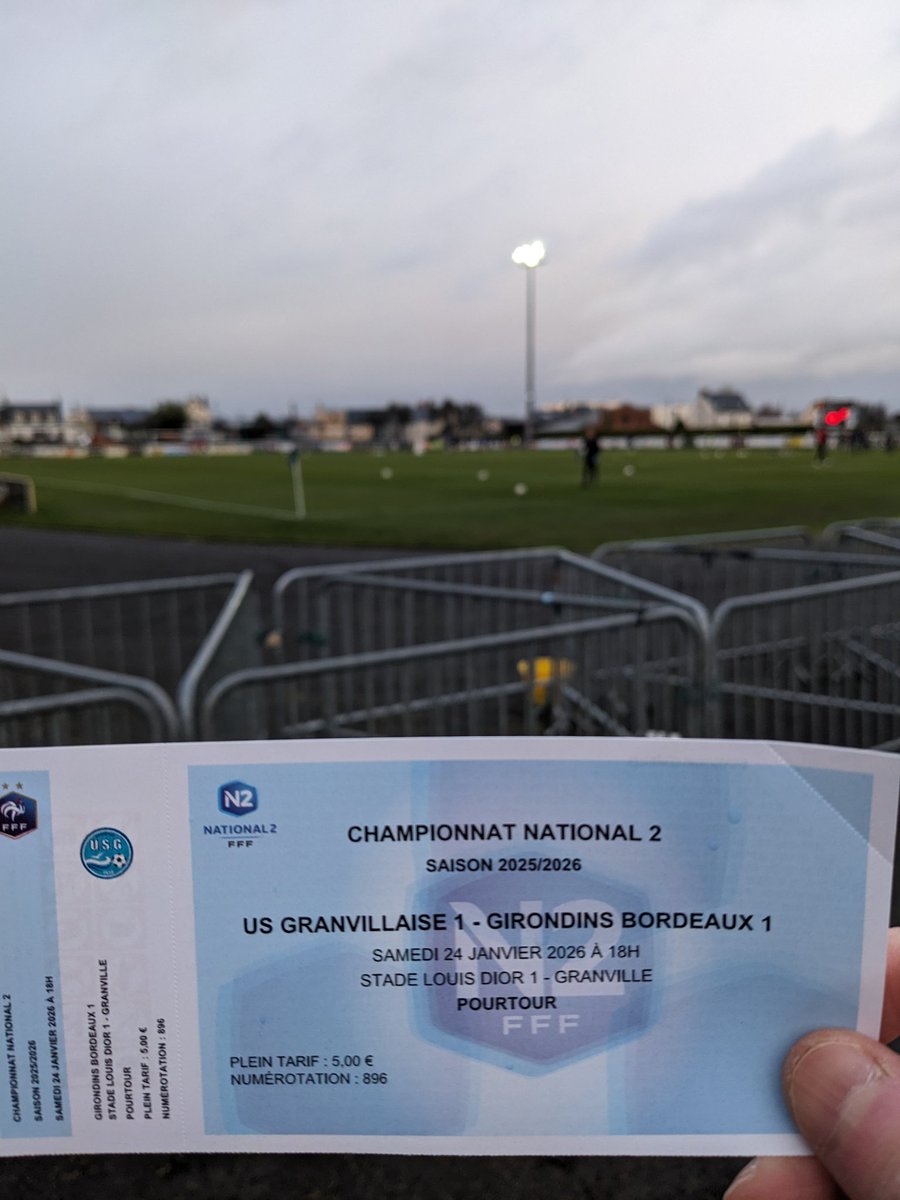 FFF
CHAMPIONNAT NATIONAL 2
SAISON 2025/2026
SAMEDI 24 JANVIER 2026 À 18H
USG
GIRONDINS BORDEAUX 1
STADE LOUIS DIOR 1 - GRANVILLE
POURTOUR
PLEIN TARIF : 5,00 €
NUMÉROTATION : 896
N2
NATIONAL 2
FFF
CHAMPIONNAT NATIONAL 2
SAISON 2025/2026
US GRANVILLAISE 1 - GIRONDINS BORDEAUX 1
SAMEDI 24 JANVIER 2026 À 18H
STADE LOUIS DIOR 1 - GRANVILLE
POURTOUR
N2
FFF
PLEIN TARIF : 5,00 €
NUMÉROTATION : 896